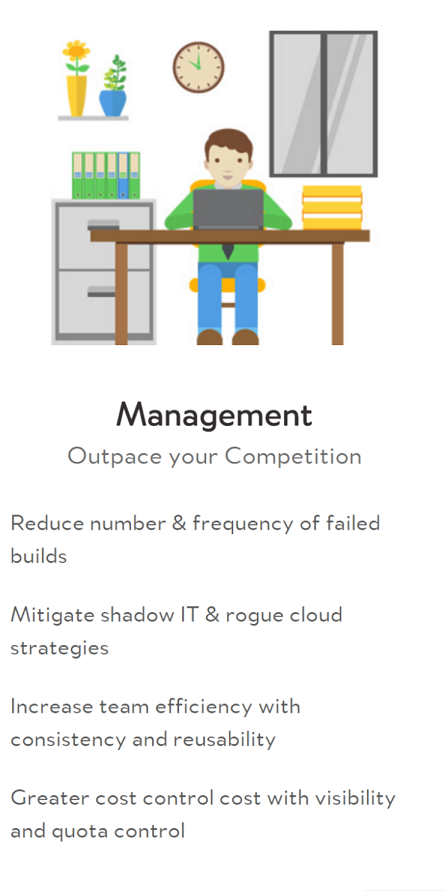 Management
Outpace your Competition
Reduce number & frequency of failed
builds
Mitigate shadow IT & rogue cloud
strategies
Increase team efficiency with
consistency and reusability
Greater cost control cost with visibility
and quota control